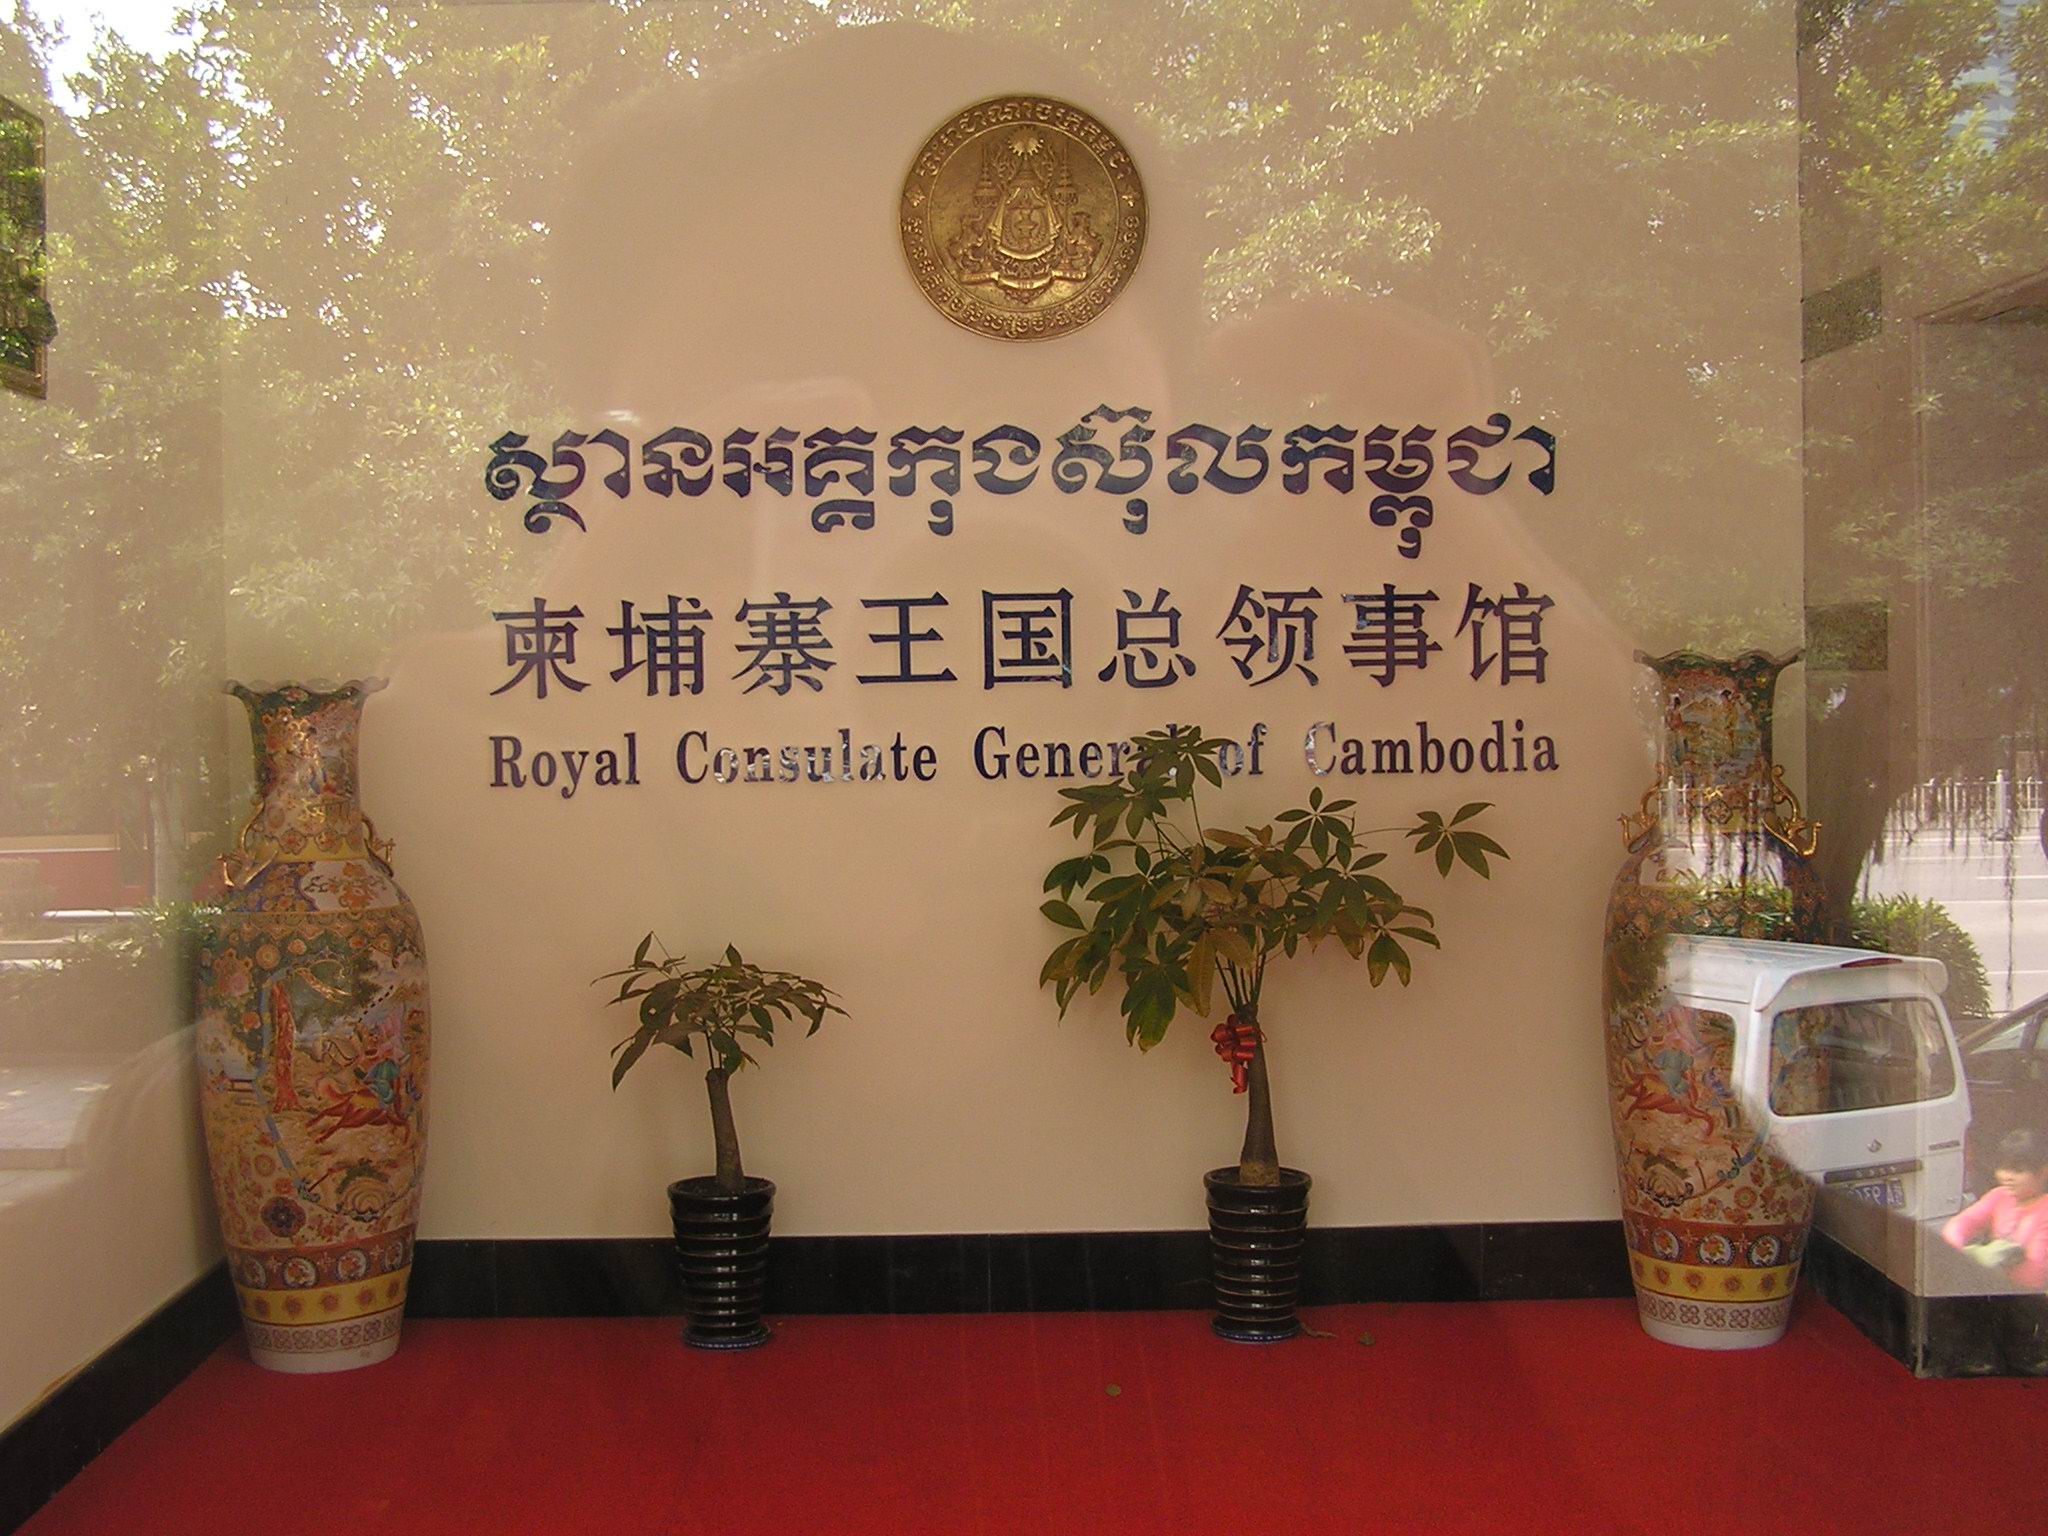 ស្ថានអគ្គកុងស៊ុលកម្ពុជា
柬埔寨王国总领事馆
Royal Consulate General of Cambodia